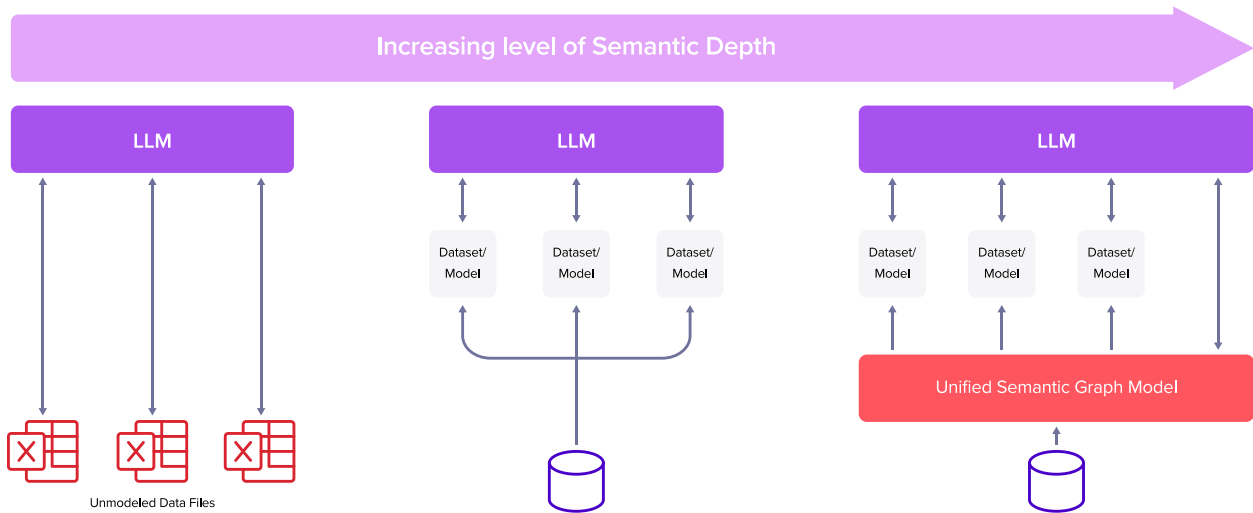 Increasing level of Semantic Depth
LLM
LLM
LLM
Dataset/
Model
Dataset/
Model
Dataset/
Model
Dataset/
Model
Dataset/
Model
Dataset/
Model
Unified Semantic Graph Model
X
X
X
Unmodeled Data Files